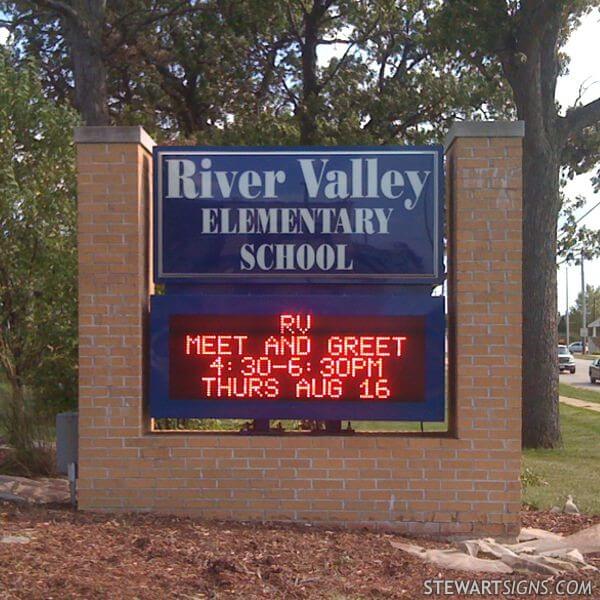 River Valley
ELEMENTARY
SCHOOL
RV
MEET AND GREET
4:30-6:30PM
THURS AUG 16
STEWARTSIGNS.COM